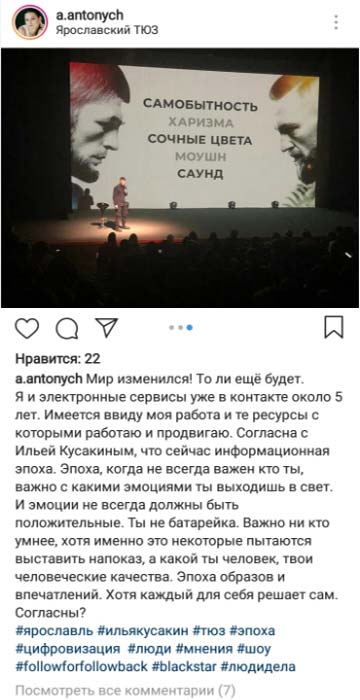 a.antonych
Ярославский ТЮЗ
САМОБЫТНОСТЬ
ХАРИЗМА
СОЧНЫЕ ЦВЕТА
МОУШН
САУНД
Нравится: 22
a.antonych Мир изменился! То ли ещё будет.
Я и электронные сервисы уже в контакте около 5
лет. Имеется ввиду моя работа и те ресурсы с
которыми работаю и продвигаю. Согласна с
Ильей Кусакиным, что сейчас информационная
эпоха. Эпоха, когда не всегда важен кто ты,
важно с какими эмоциями ты выходишь в свет.
И эмоции не всегда должны быть
положительные. Ты не батарейка. Важно ни кто
умнее, хотя именно это некоторые пытаются
выставить напоказ, а какой ты человек, твои
человеческие качества. Эпоха образов и
впечатлений. Хотя каждый для себя решает сам.
Согласны?
#ярославль #ильякусакин #тюз #эпоха
#цифровизация #люди #мнения #шоу
#followforfollowback #blackstar #людидела
Посмотреть все комментарии (7)